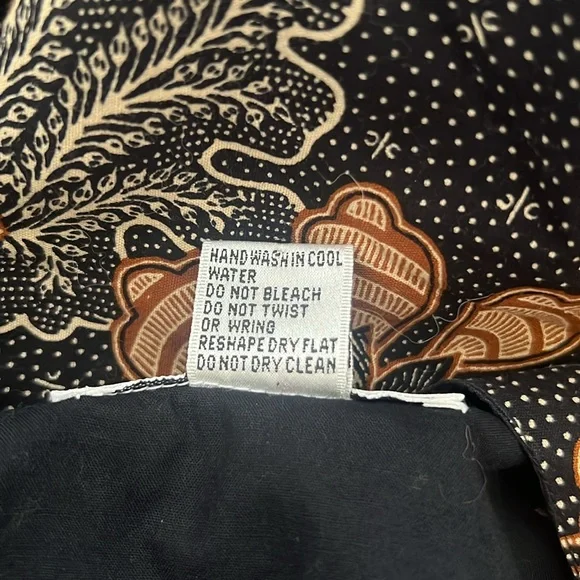 HAND WASH IN COOL
WATER
DO NOT BLEACH
DO NOT TWIST
OR WRING
RESHAPE DRY FLAT
DO NOT DRY CLEAN